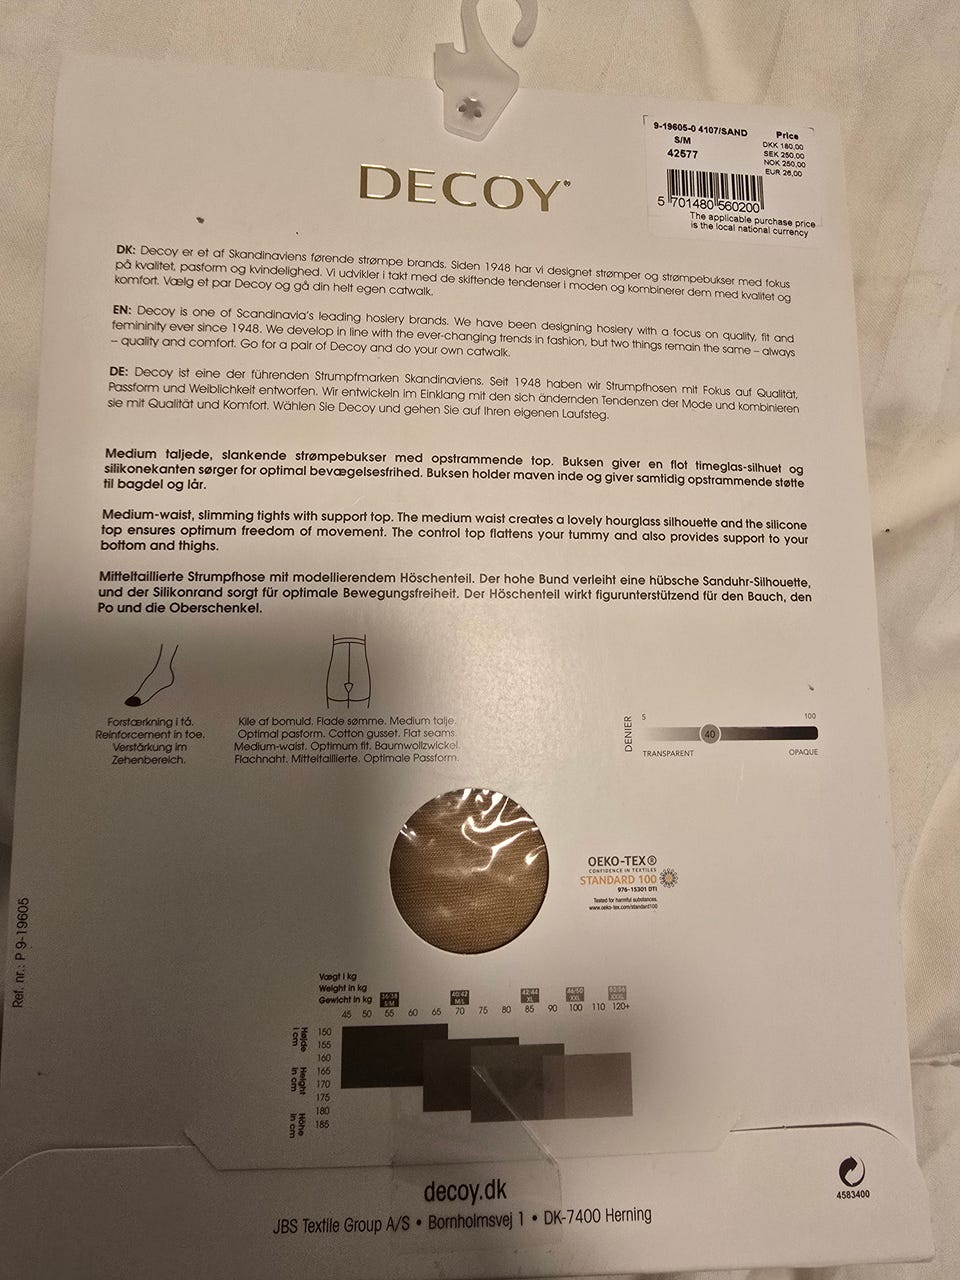 9-19605-0 4107/SAND
S/M
42577
Price
DKK 180,00
SEK 250,00
NOK 250,00
EUR 26,00
5 701480 560200
The applicable purchase price
is the local national currency
DECOY®
DK: Decoy er et af Skandinaviens førende strømpe brands. Siden 1948 har vi designet strømper og strømpebukser med fokus
på kvalitet, pasform og kvindelighed. Vi udvikler i takt med de skiftende tendenser i moden og kombinerer dem med kvalitet og
komfort. Vælg et par Decoy og gå din helt egen catwalk.
EN: Decoy is one of Scandinavia's leading hosiery brands. We have been designing hosiery with a focus on quality, fit and
femininity ever since 1948. We develop in line with the ever-changing trends in fashion, but two things remain the same – always
– quality and comfort. Go for a pair of Decoy and do your own catwalk.
DE: Decoy ist eine der führenden Strumpfmarken Skandinaviens. Seit 1948 haben wir Strumpfhosen mit Fokus auf Qualität,
Passform und Weiblichkeit entworfen. Wir entwickeln im Einklang mit den sich ändernden Tendenzen der Mode und kombinieren
sie mit Qualität und Komfort. Wählen Sie Decoy und gehen Sie auf Ihren eigenen Laufsteg.
Medium taljede, slankende strømpebukser med opstrammende top. Buksen giver en flot timeglas-silhuet og
silikonekanten sørger for optimal bevægelsesfrihed. Buksen holder maven inde og giver samtidig opstrammende støtte
til bagdel og lår.
Medium-waist, slimming tights with support top. The medium waist creates a lovely hourglass silhouette and the silicone
top ensures optimum freedom of movement. The control top flattens your tummy and also provides support to your
bottom and thighs.
Mitteltaillierte Strumpfhose mit modellierendem Höschenteil. Der hohe Bund verleiht eine hübsche Sanduhr-Silhouette,
und der Silikonrand sorgt für optimale Bewegungsfreiheit. Der Höschenteil wirkt figurunterstützend für den Bauch, den
Po und die Oberschenkel.
Forstærkning i tå.
Reinforcement in toe.
Verstärkung im
Zehenbereich.
Kile af bomuld. Flade sømme. Medium talje.
Optimal pasform. Cotton gusset. Flat seams.
Medium-waist. Optimum fit. Baumwollzwickel.
Flachnaht. Mitteltaillierte. Optimale Passform.
DENIER
5 100
40
TRANSPARENT OPAQUE
OEKO-TEX®
CONFIDENCE IN TEXTILES
STANDARD 100
976-15301 DTI
Tested for harmful substances.
www.oeko-tex.com/standard100
Ref. nr.: P 9-19605
Vægt i kg
Weight in kg
Gewicht in kg
36/38 S/M
40/42 M/L
42/44 XL
46/50 XXL
XXXL
45 50 55 60 65 70 75 80 85 90 100 110 120+
Højde i cm
Height in cm
Höhe in cm
150
155
160
165
170
175
180
185
decoy.dk
JBS Textile Group A/S • Bornholmsvej 1 • DK-7400 Herning
4583400